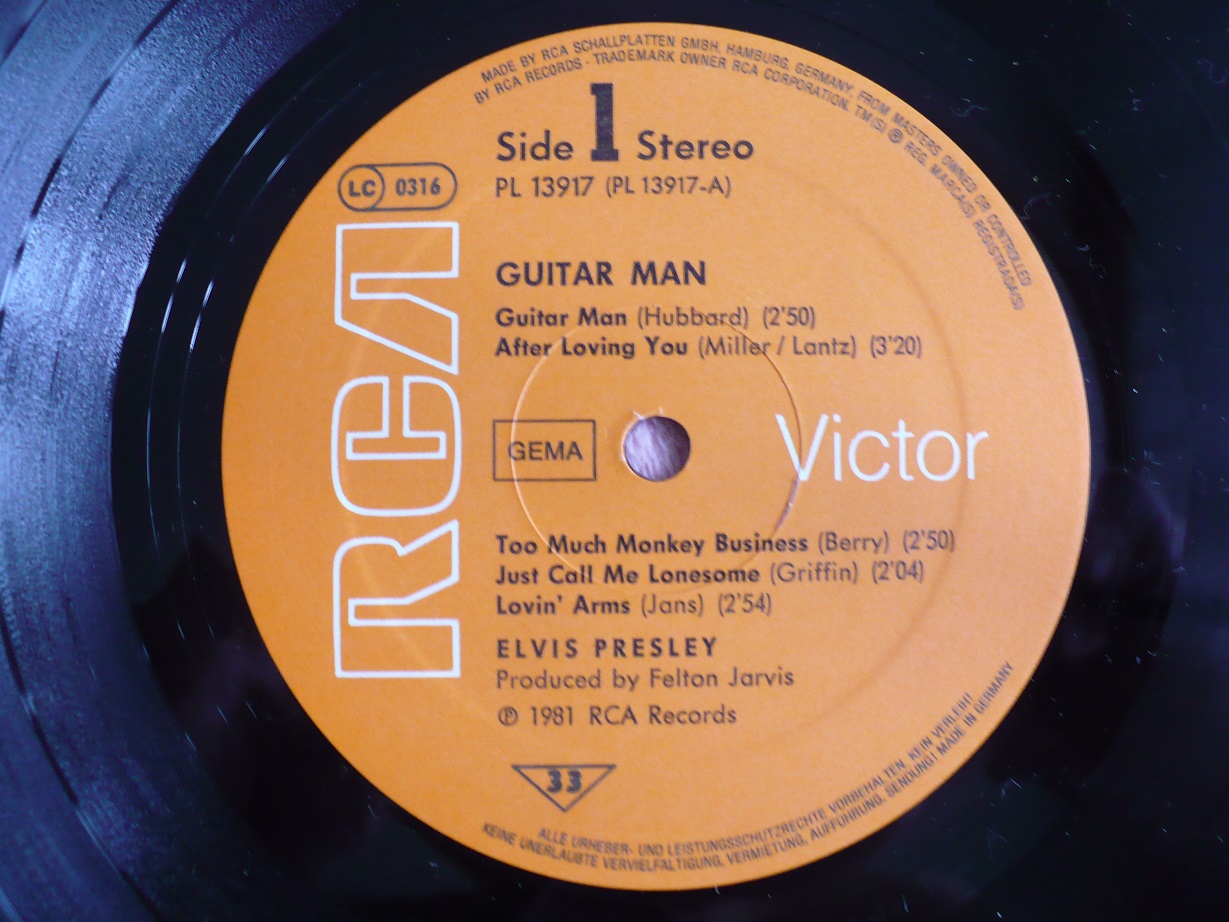 MADE BY RCA SCHALLPLATTEN GMBH, HAMBURG, GERMANY, FROM MASTERS OWNED OR CONTROLLED
BY RCA RECORDS · TRADEMARK OWNER RCA CORPORATION. TM(S) ® REG. MARCA(S) REGISTRADA(S)
Side 1 Stereo
LC 0316
PL 13917 (PL 13917-A)
RCA
GUITAR MAN
Guitar Man (Hubbard) (2'50)
After Loving You (Miller / Lantz) (3'20)
GEMA
Victor
Too Much Monkey Business (Berry) (2'50)
Just Call Me Lonesome (Griffin) (2'04)
Lovin' Arms (Jans) (2'54)
ELVIS PRESLEY
Produced by Felton Jarvis
℗ 1981 RCA Records
33
ALLE URHEBER- UND LEISTUNGSSCHUTZRECHTE VORBEHALTEN. KEIN VERLEIH!
KEINE UNERLAUBTE VERVIELFÄLTIGUNG, VERMIETUNG, AUFFÜHRUNG, SENDUNG! MADE IN GERMANY